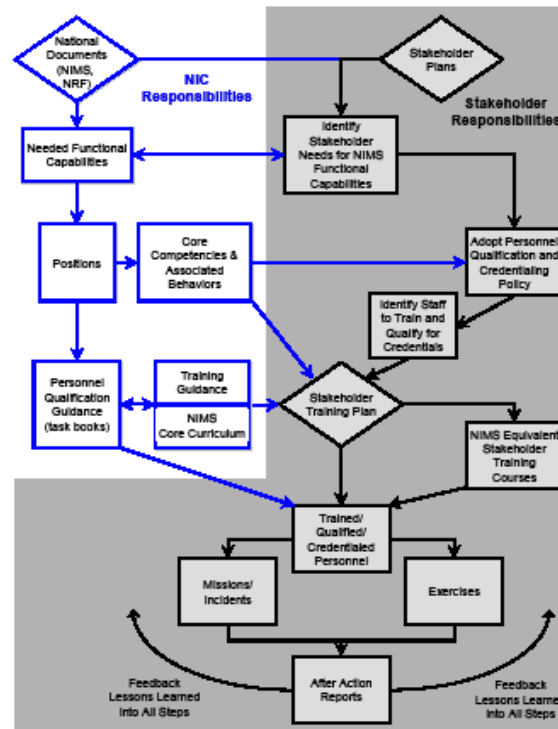 National
Documents
(NIMS,
NRF)
NIC
Responsibilities
Stakeholder
Plans
Stakeholder
Responsibilities
Needed Functional
Capabilities
Identify
Stakeholder
Needs for NIMS
Functional
Capabilities
Positions
Core
Competencies &
Associated
Behaviors
Adopt Personnel
Qualification and
Credentialing
Policy
Identify Staff
to Train and
Qualify for
Credentials
Personnel
Qualification
Guidance
(task books)
Training
Guidance
NIMS
Core Curriculum
Stakeholder
Training Plan
NIMS Equivalent
Stakeholder
Training
Courses
Trained/
Qualified/
Credentialed
Personnel
Missions/
Incidents
Exercises
After Action
Reports
Feedback
Lessons Learned
Into All Steps
Feedback
Lessons Learned
Into All Steps